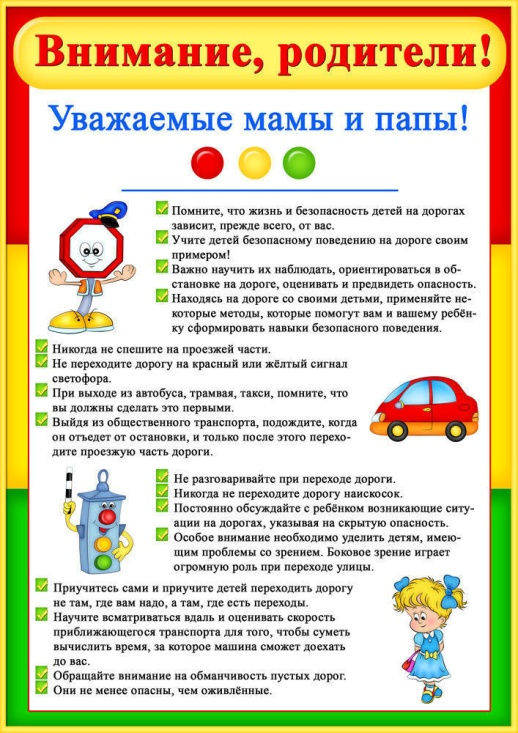 Внимание, родители!
Уважаемые мамы и папы!
Помните, что жизнь и безопасность детей на дорогах
зависит, прежде всего, от вас.
Учите детей безопасному поведению на дороге своим
примером!
Важно научить их наблюдать, ориентироваться в об-
становке на дороге, оценивать и предвидеть опасность.
Находясь на дороге со своими детьми, применяйте не-
которые методы, которые помогут вам и вашему ребён-
ку сформировать навыки безопасного поведения.
Никогда не спешите на проезжей части.
Не переходите дорогу на красный или жёлтый сигнал
светофора.
При выходе из автобуса, трамвая, такси, помните, что
вы должны сделать это первыми.
Выйдя из общественного транспорта, подождите, когда
он отъедет от остановки, и только после этого перехо-
дите проезжую часть дороги.
Не разговаривайте при переходе дороги.
Никогда не переходите дорогу наискосок.
Постоянно обсуждайте с ребёнком возникающие ситу-
ации на дорогах, указывая на скрытую опасность.
Особое внимание необходимо уделить детям, имею-
щим проблемы со зрением. Боковое зрение играет
огромную роль при переходе улицы.
Приучитесь сами и приучите детей переходить дорогу
не там, где вам надо, а там, где есть переходы.
Научите всматриваться вдаль и оценивать скорость
приближающегося транспорта для того, чтобы суметь
вычислить время, за которое машина сможет доехать
до вас.
Обращайте внимание на обманчивость пустых дорог.
Они не менее опасны, чем оживлённые.